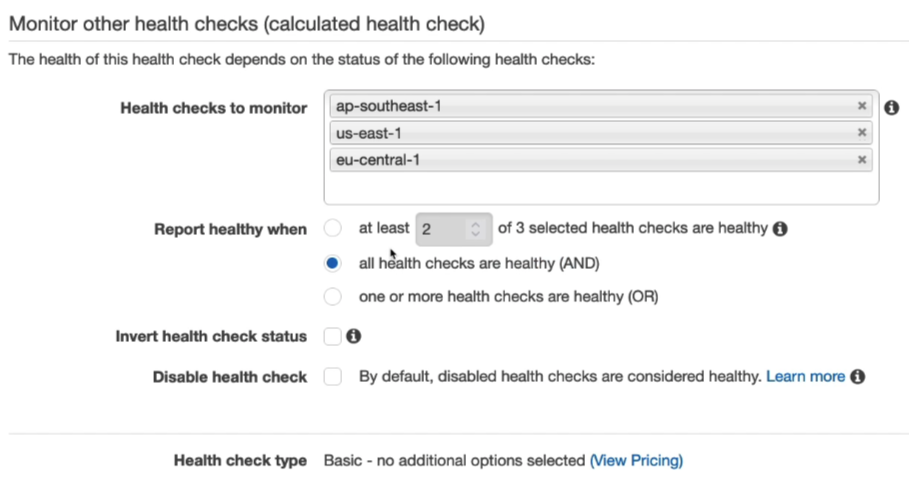 Monitor other health checks (calculated health check)
The health of this health check depends on the status of the following health checks:
Health checks to monitor
ap-southeast-1
us-east-1
eu-central-1
Report healthy when at least 2 of 3 selected health checks are healthy
all health checks are healthy (AND)
one or more health checks are healthy (OR)
Invert health check status
Disable health check By default, disabled health checks are considered healthy. Learn more
Health check type Basic - no additional options selected (View Pricing)